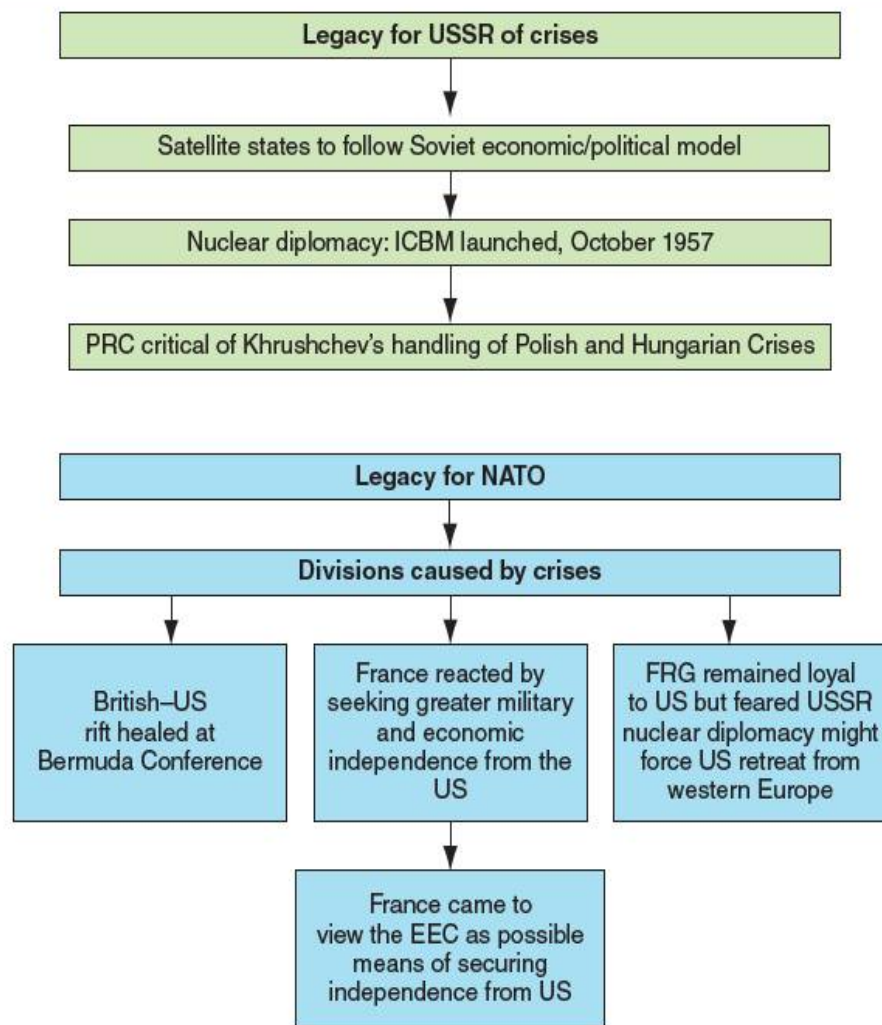 Legacy for USSR of crises
Satellite states to follow Soviet economic/political model
Nuclear diplomacy: ICBM launched, October 1957
PRC critical of Khrushchev's handling of Polish and Hungarian Crises
Legacy for NATO
Divisions caused by crises
British–US
rift healed at
Bermuda Conference
France reacted by
seeking greater military
and economic
independence from the
US
FRG remained loyal
to US but feared USSR
nuclear diplomacy might
force US retreat from
western Europe
France came to
view the EEC as possible
means of securing
independence from US